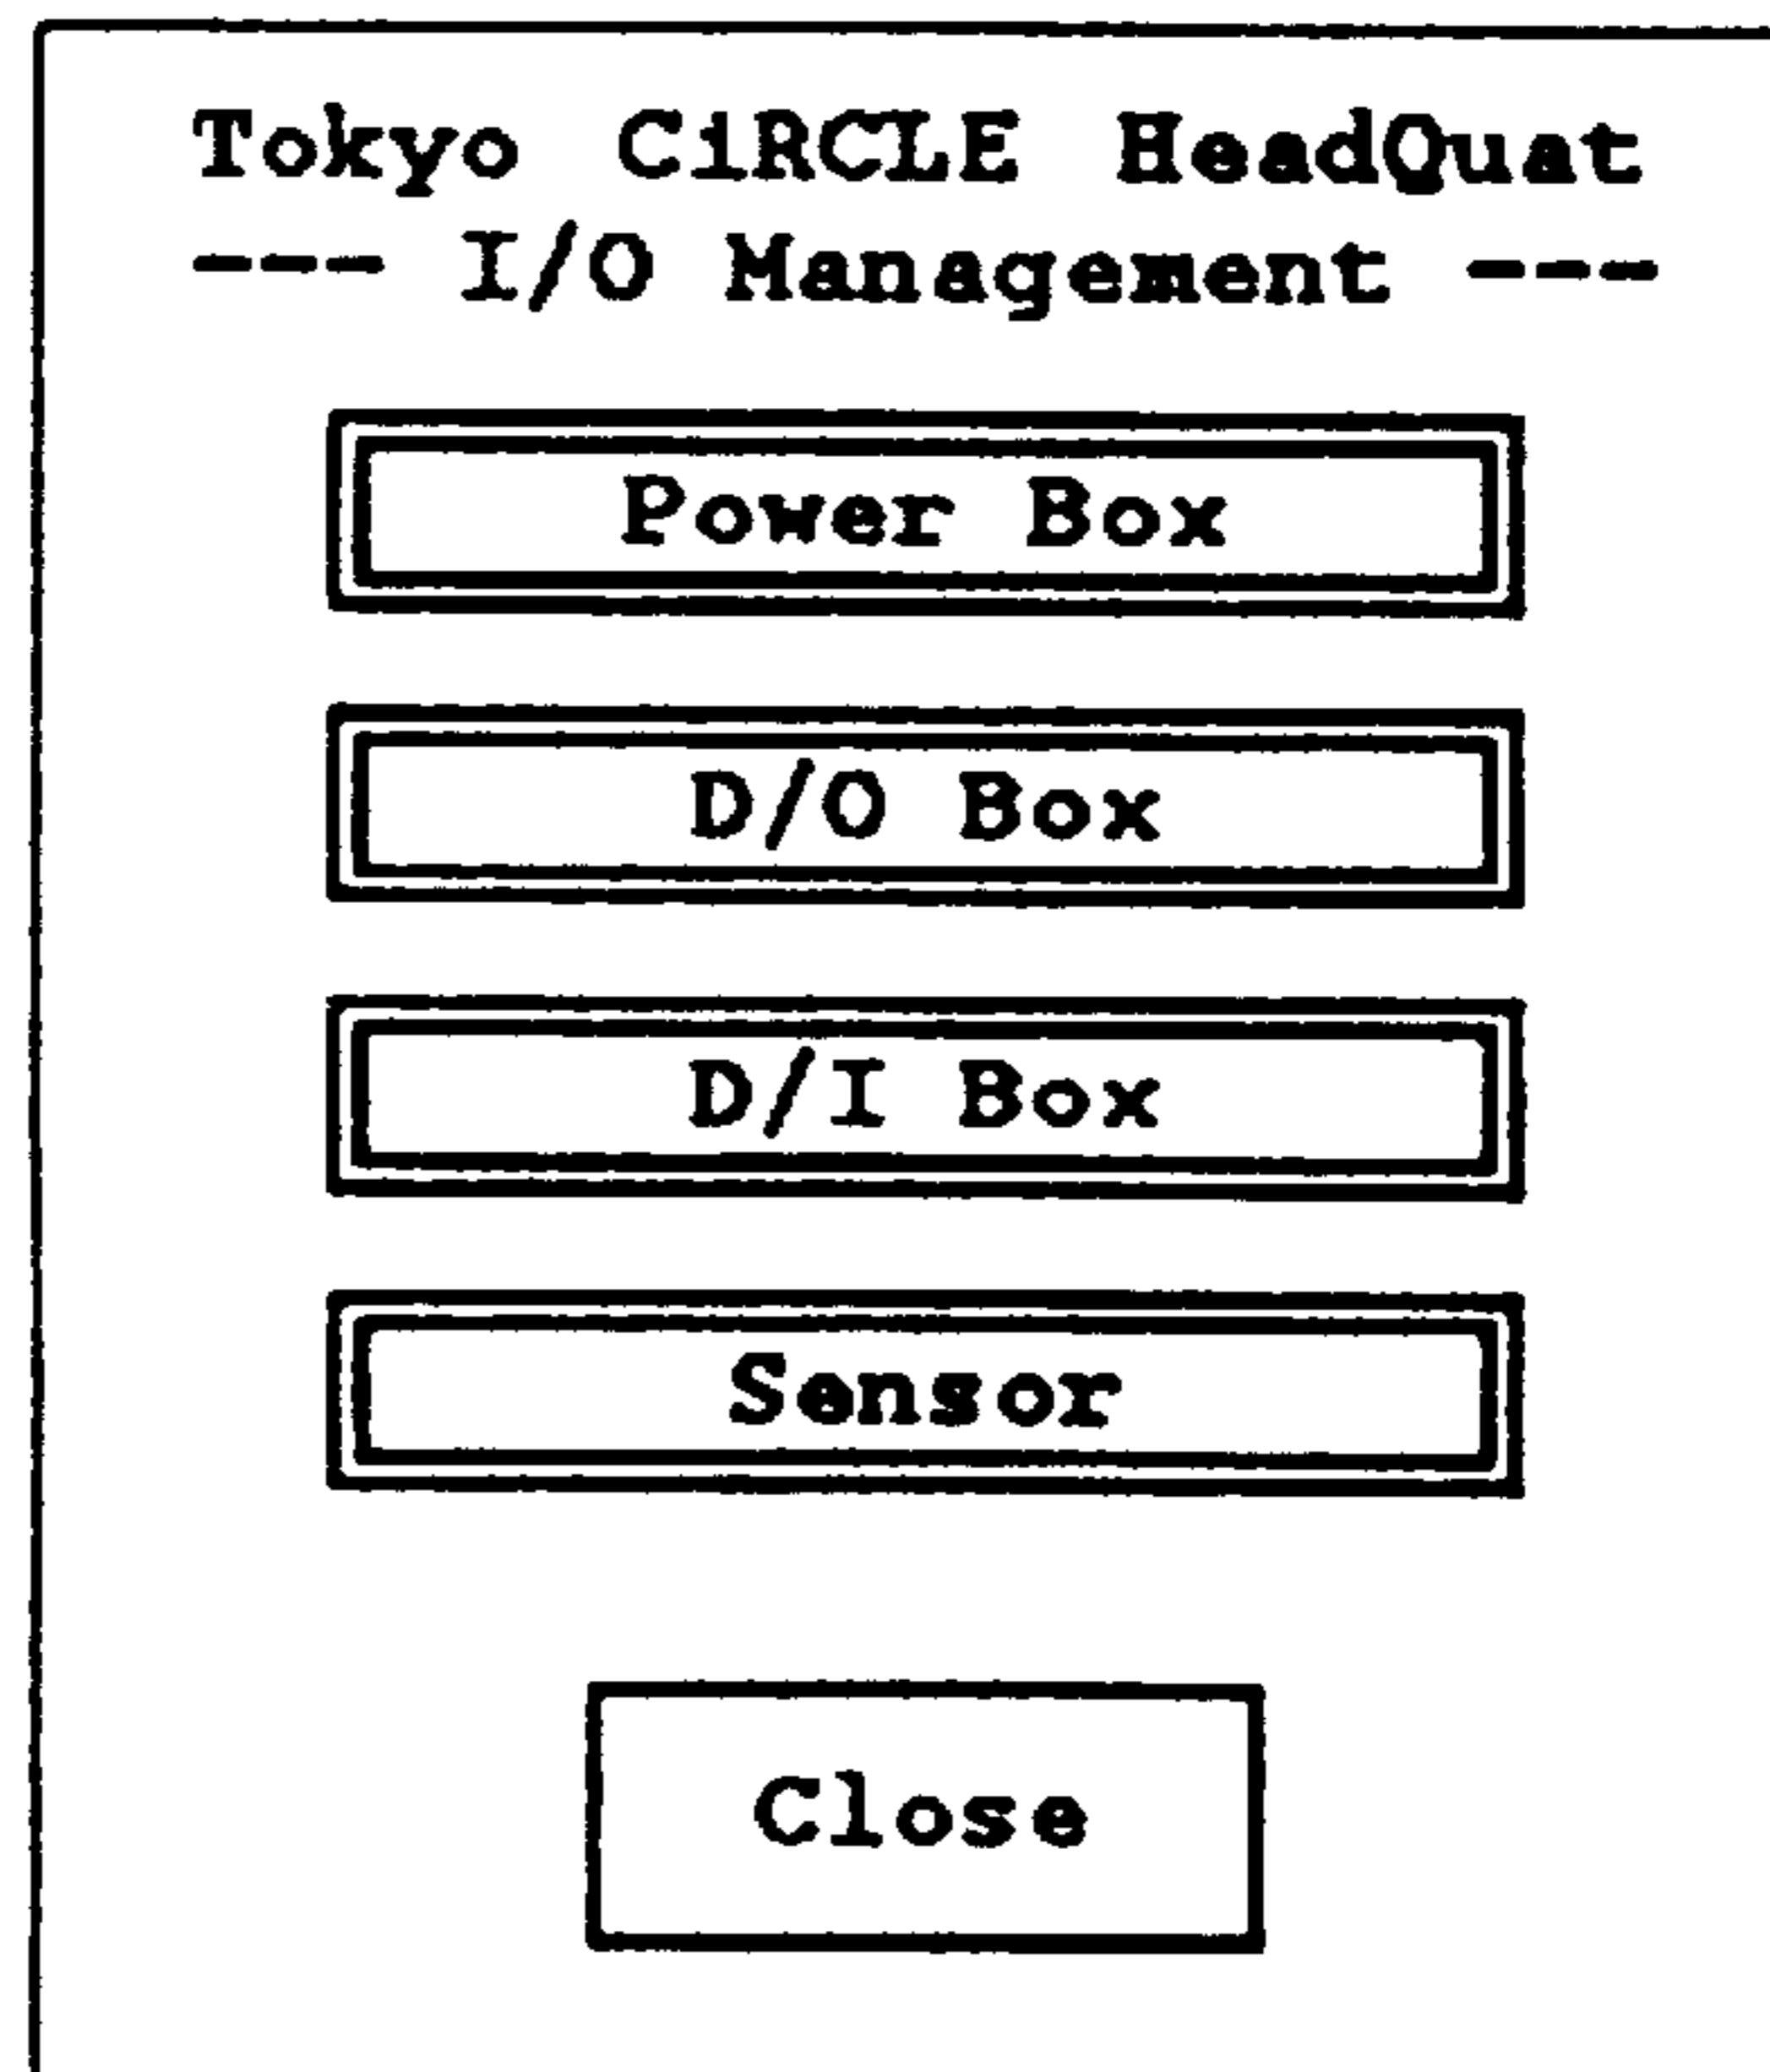 Tokyo CiRCLE HeadQuat
--- I/O Management ---
Power Box
D/O Box
D/I Box
Sensor
Close